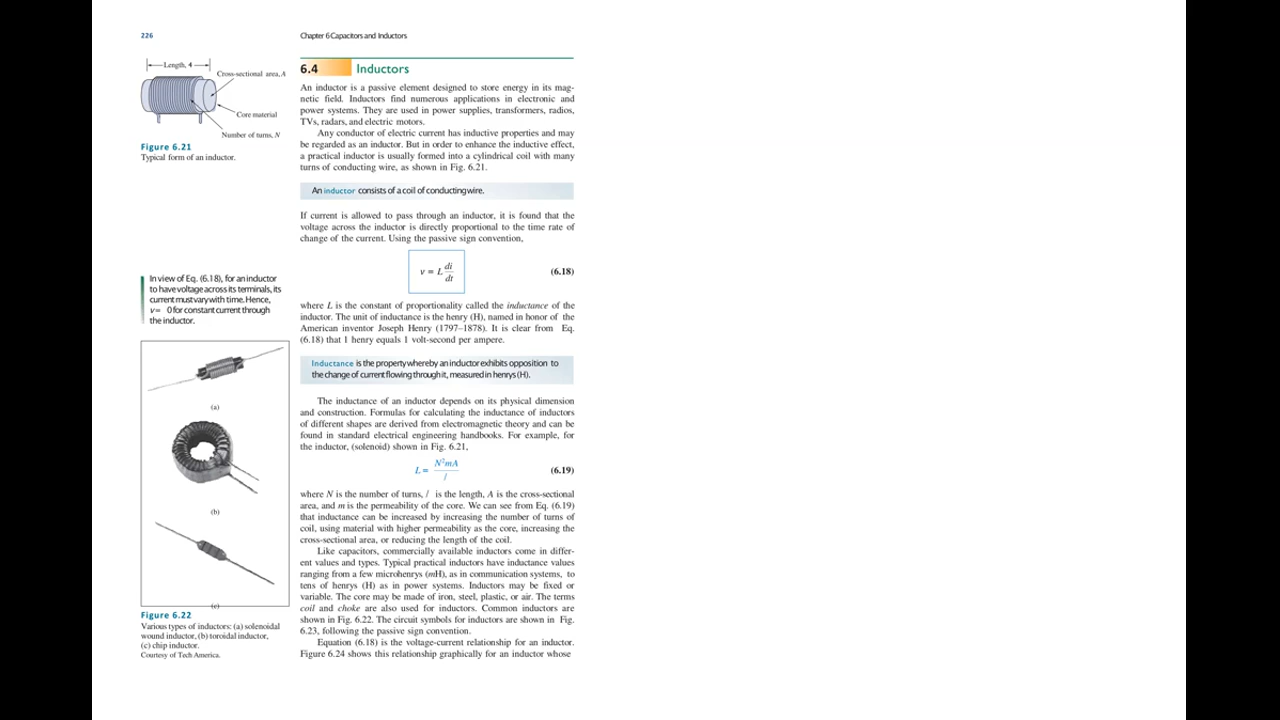 226
Chapter 6 Capacitors and Inductors
Length, 4
Cross-sectional area, A
Core material
Number of turns, N
Figure 6.21
Typical form of an inductor.
In view of Eq. (6.18), for an inductor
to have voltage across its terminals, its
current must vary with time. Hence,
v = 0 for constant current through
the inductor.
(a)
(b)
(c)
Figure 6.22
Various types of inductors: (a) solenoidal
wound inductor, (b) toroidal inductor,
(c) chip inductor.
Courtesy of Tech America.
6.4 Inductors
An inductor is a passive element designed to store energy in its mag-
netic field. Inductors find numerous applications in electronic and
power systems. They are used in power supplies, transformers, radios,
TVs, radars, and electric motors.
Any conductor of electric current has inductive properties and may
be regarded as an inductor. But in order to enhance the inductive effect,
a practical inductor is usually formed into a cylindrical coil with many
turns of conducting wire, as shown in Fig. 6.21.
An inductor consists of a coil of conducting wire.
If current is allowed to pass through an inductor, it is found that the
voltage across the inductor is directly proportional to the time rate of
change of the current. Using the passive sign convention,
v = L di/dt (6.18)
where L is the constant of proportionality called the inductance of the
inductor. The unit of inductance is the henry (H), named in honor of the
American inventor Joseph Henry (1797–1878). It is clear from Eq.
(6.18) that 1 henry equals 1 volt-second per ampere.
Inductance is the property whereby an inductor exhibits opposition to
the change of current flowing through it, measured in henrys (H).
The inductance of an inductor depends on its physical dimension
and construction. Formulas for calculating the inductance of inductors
of different shapes are derived from electromagnetic theory and can be
found in standard electrical engineering handbooks. For example, for
the inductor, (solenoid) shown in Fig. 6.21,
L = N²mA / l (6.19)
where N is the number of turns, l is the length, A is the cross-sectional
area, and m is the permeability of the core. We can see from Eq. (6.19)
that inductance can be increased by increasing the number of turns of
coil, using material with higher permeability as the core, increasing the
cross-sectional area, or reducing the length of the coil.
Like capacitors, commercially available inductors come in differ-
ent values and types. Typical practical inductors have inductance values
ranging from a few microhenrys (mH), as in communication systems, to
tens of henrys (H) as in power systems. Inductors may be fixed or
variable. The core may be made of iron, steel, plastic, or air. The terms
coil and choke are also used for inductors. Common inductors are
shown in Fig. 6.22. The circuit symbols for inductors are shown in Fig.
6.23, following the passive sign convention.
Equation (6.18) is the voltage-current relationship for an inductor.
Figure 6.24 shows this relationship graphically for an inductor whose